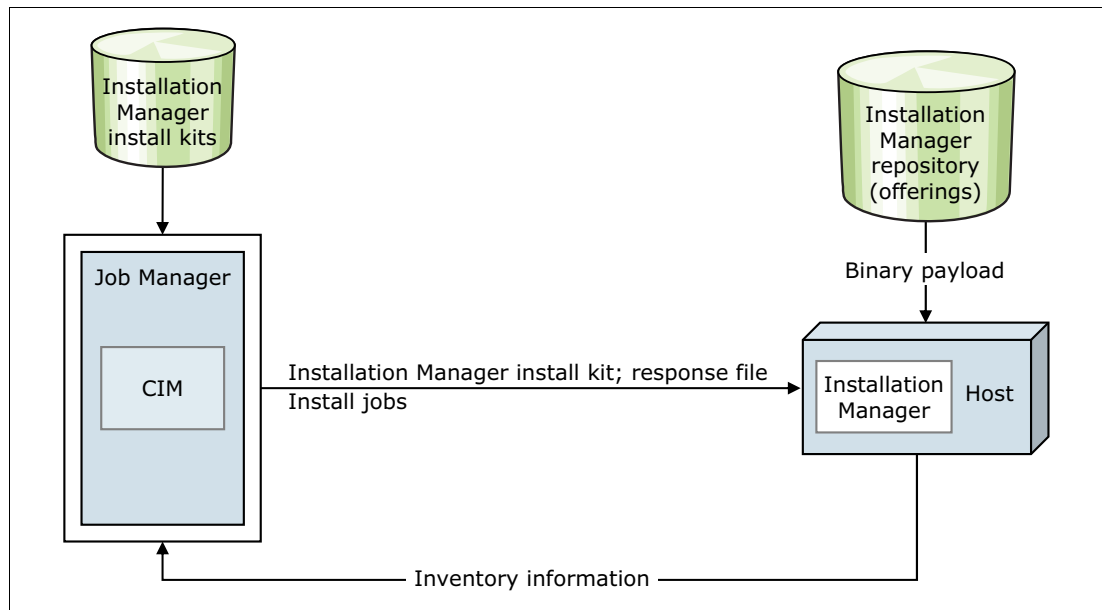 Installation
Manager
install kits
Installation
Manager
repository
(offerings)
Job Manager
CIM
Binary payload
Installation Manager install kit; response file
Install jobs
Installation
Manager
Host
Inventory information